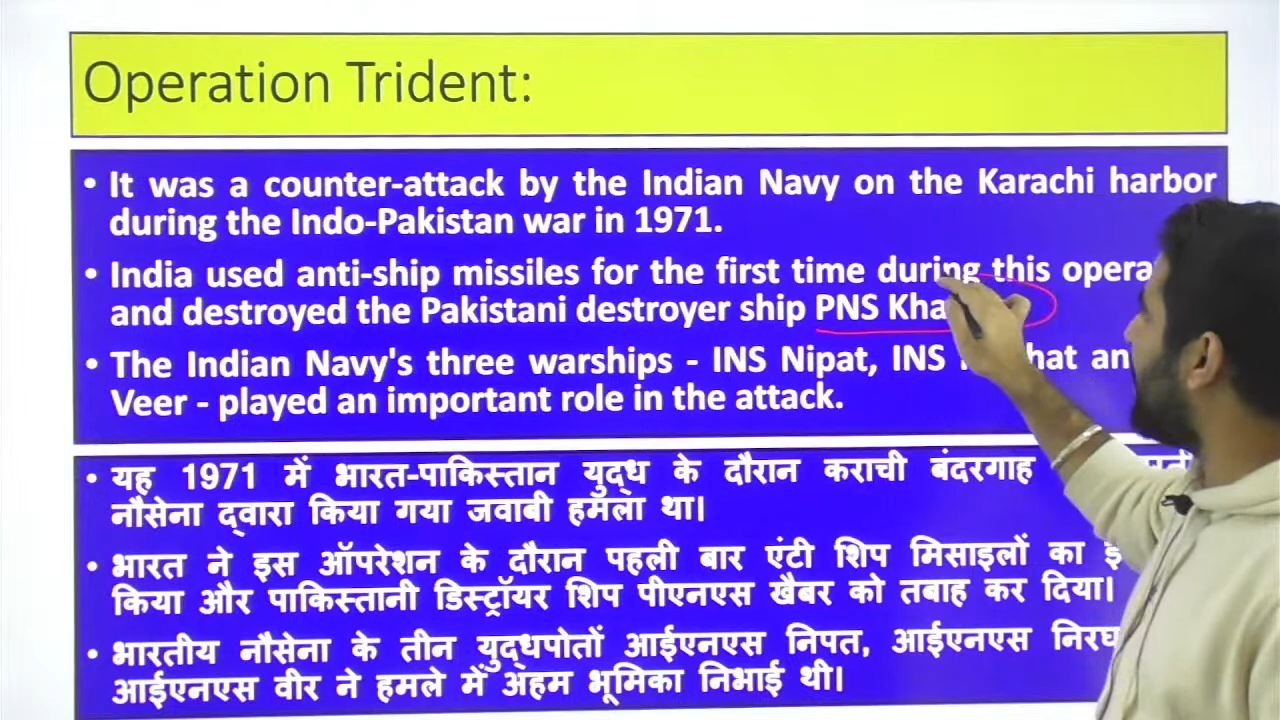 Operation Trident:
• It was a counter-attack by the Indian Navy on the Karachi harbor
during the Indo-Pakistan war in 1971.
• India used anti-ship missiles for the first time during this
and destroyed the Pakistani destroyer ship PNS
• The Indian Navy's three warships - INS Nipat, INS
Veer - played an important role in the attack.
• यह 1971 में भारत-पाकिस्तान युद्ध के दौरान कराची बंदरगाह
नौसेना द्वारा किया गया जवाबी हमला था।
• भारत ने इस ऑपरेशन के दौरान पहली बार एंटी शिप मिसाइलों का
किया और पाकिस्तानी डिस्ट्रॉयर शिप पीएनएस खैबर को तबाह कर दिया।
• भारतीय नौसेना के तीन युद्धपोतों आईएनएस निपत, आईएनएस
आईएनएस वीर ने हमले में अहम भूमिका निभाई थी।